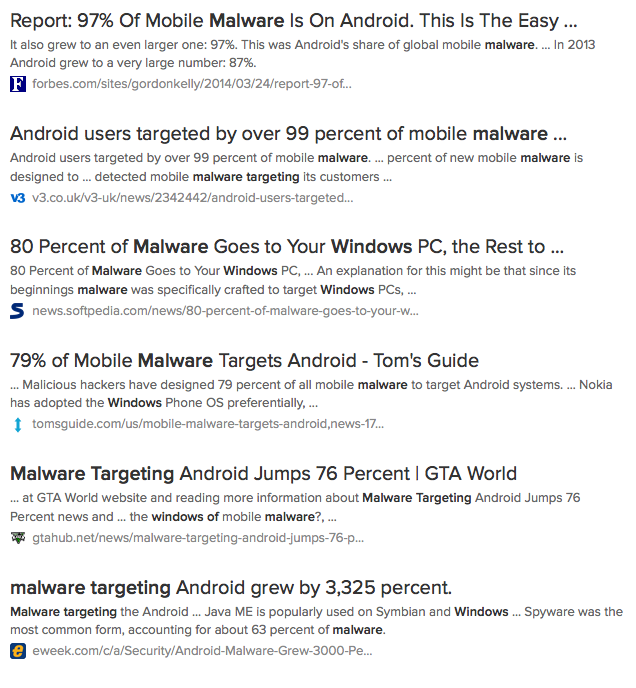 Report: 97% Of Mobile Malware Is On Android. This Is The Easy ...
It also grew to an even larger one: 97%. This was Android's share of global mobile malware. ... In 2013
Android grew to a very large number: 87%.
F forbes.com/sites/gordonkelly/2014/03/24/report-97-of...
Android users targeted by over 99 percent of mobile malware ...
Android users targeted by over 99 percent of mobile malware. ... percent of new mobile malware is
designed to ... detected mobile malware targeting its customers ...
v3 v3.co.uk/v3-uk/news/2342442/android-users-targeted...
80 Percent of Malware Goes to Your Windows PC, the Rest to ...
80 Percent of Malware Goes to Your Windows PC, ... An explanation for this might be that since its
beginnings malware was specifically crafted to target Windows PCs, ...
S news.softpedia.com/news/80-percent-of-malware-goes-to-your-w...
79% of Mobile Malware Targets Android - Tom's Guide
... Malicious hackers have designed 79 percent of all mobile malware to target Android systems. ... Nokia
has adopted the Windows Phone OS preferentially, ...
tomsguide.com/us/mobile-malware-targets-android,news-17...
Malware Targeting Android Jumps 76 Percent | GTA World
... at GTA World website and reading more information about Malware Targeting Android Jumps 76
Percent news and ... the windows of mobile malware?, ...
gtahub.net/news/malware-targeting-android-jumps-76-p...
malware targeting Android grew by 3,325 percent.
Malware targeting the Android ... Java ME is popularly used on Symbian and Windows ... Spyware was the
most common form, accounting for about 63 percent of malware.
e eweek.com/c/a/Security/Android-Malware-Grew-3000-Pe...